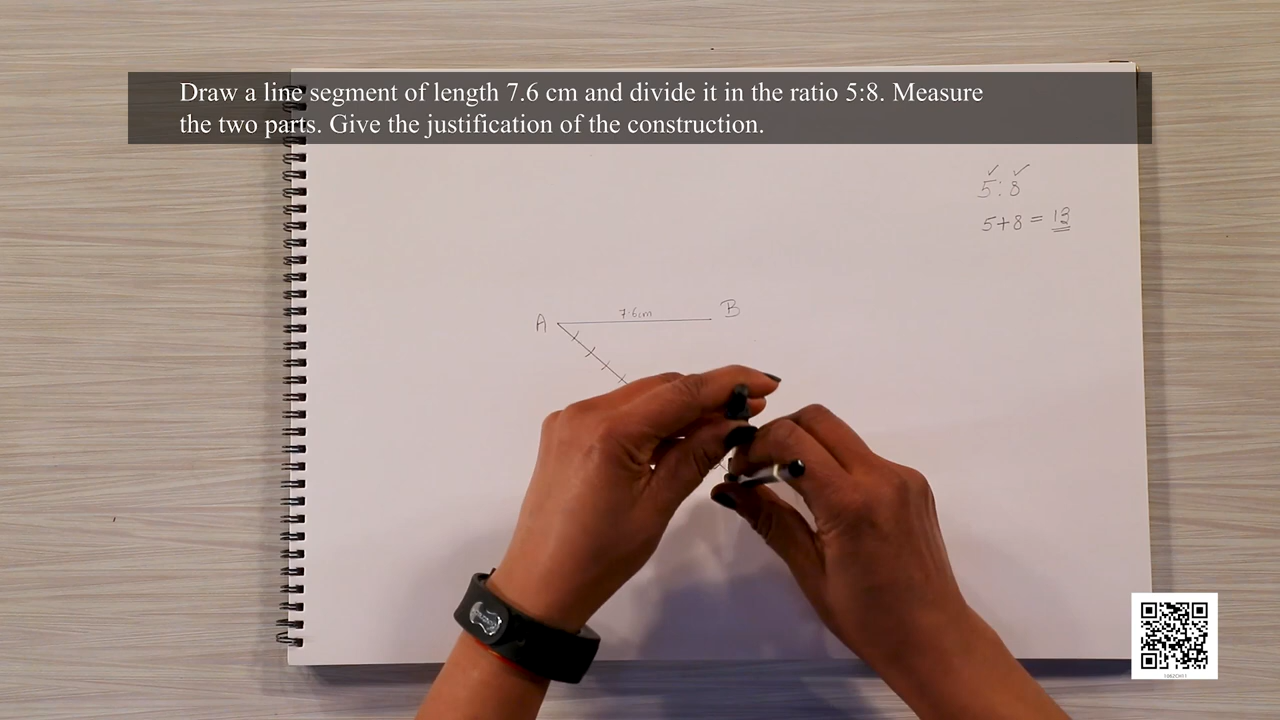 Draw a line segment of length 7.6 cm and divide it in the ratio 5:8. Measure
the two parts. Give the justification of the construction.
5:8
5+8 = 13
A 7.6cm B
1062CH11